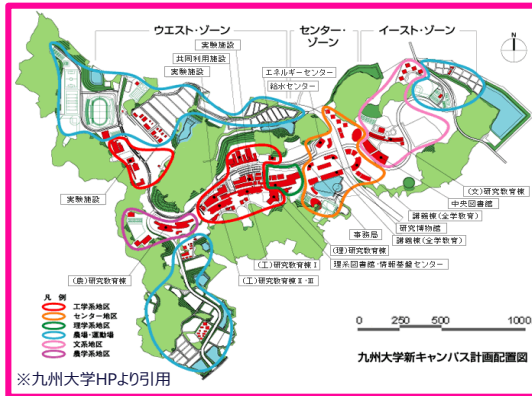 ウエスト・ゾーン
センター・
ゾーン
イースト・ゾーン
N
実験施設
共同利用施設
実験施設
エネルギーセンター
給水センター
実験施設
(農)研究教育棟
(文)研究教育棟
中央図書館
講義棟(全学教育)
研究博物館
講義棟(全学教育)
事務局
(理)研究教育棟
理系図書館・情報基盤センター
(工)研究教育棟Ⅰ
(工)研究教育棟Ⅱ・Ⅲ
凡 例
工学系地区
センター地区
理学系地区
農場・運動場
文系地区
農学系地区
0 250 500 1000
九州大学新キャンパス計画配置図
※九州大学HPより引用